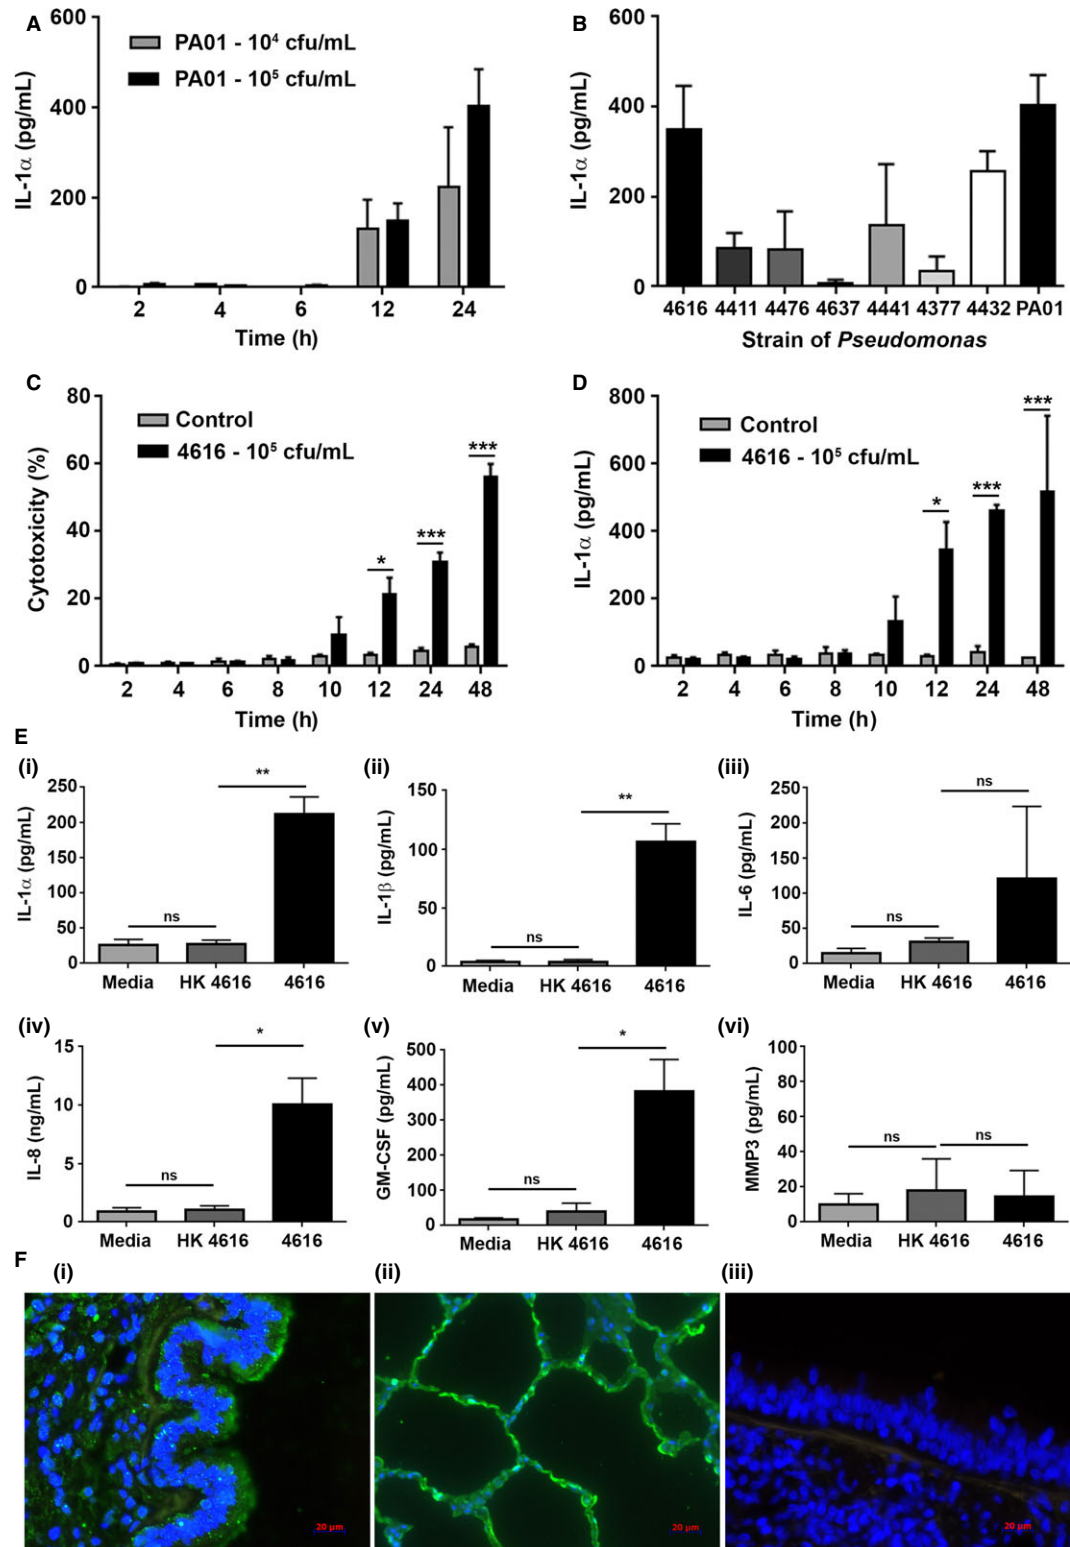 A
600
400
200
0
IL-1α (pg/mL)
PA01 - 10⁴ cfu/mL
PA01 - 10⁵ cfu/mL
2 4 6 12 24
Time (h)
B
600
400
200
0
IL-1α (pg/mL)
4616 4411 4476 4637 4441 4377 4432 PA01
Strain of Pseudomonas
C
80
60
40
20
0
Cytotoxicity (%)
Control
4616 - 10⁵ cfu/mL
*
***
***
2 4 6 8 10 12 24 48
Time (h)
D
800
600
400
200
0
IL-1α (pg/mL)
Control
4616 - 10⁵ cfu/mL
*
***
***
2 4 6 8 10 12 24 48
Time (h)
E
(i)
250
200
150
100
50
0
IL-1α (pg/mL)
ns
**
Media HK 4616 4616
(ii)
150
100
50
0
IL-1β (pg/mL)
ns
**
Media HK 4616 4616
(iii)
250
200
150
100
50
0
IL-6 (pg/mL)
ns
ns
Media HK 4616 4616
(iv)
15
10
5
0
IL-8 (ng/mL)
ns
*
Media HK 4616 4616
(v)
500
400
300
200
100
0
GM-CSF (pg/mL)
ns
*
Media HK 4616 4616
(vi)
100
80
60
40
20
0
MMP3 (pg/mL)
ns
ns
Media HK 4616 4616
F
(i)
20 µm
(ii)
20 µm
(iii)
20 µm